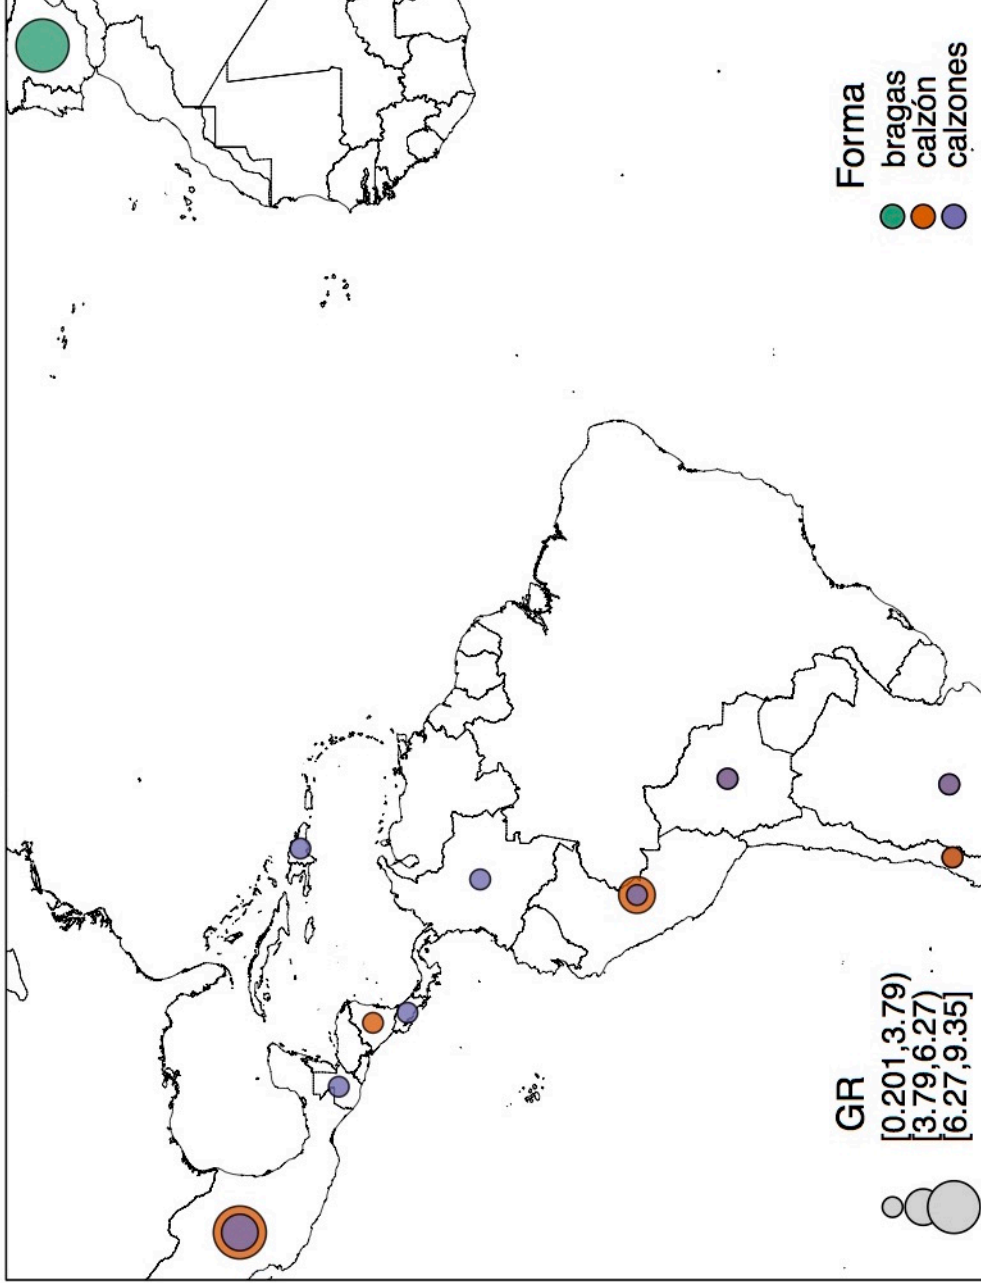 GR
[0.201,3.79)
[3.79,6.27)
[6.27,9.35]
Forma
bragas
calzón
calzones